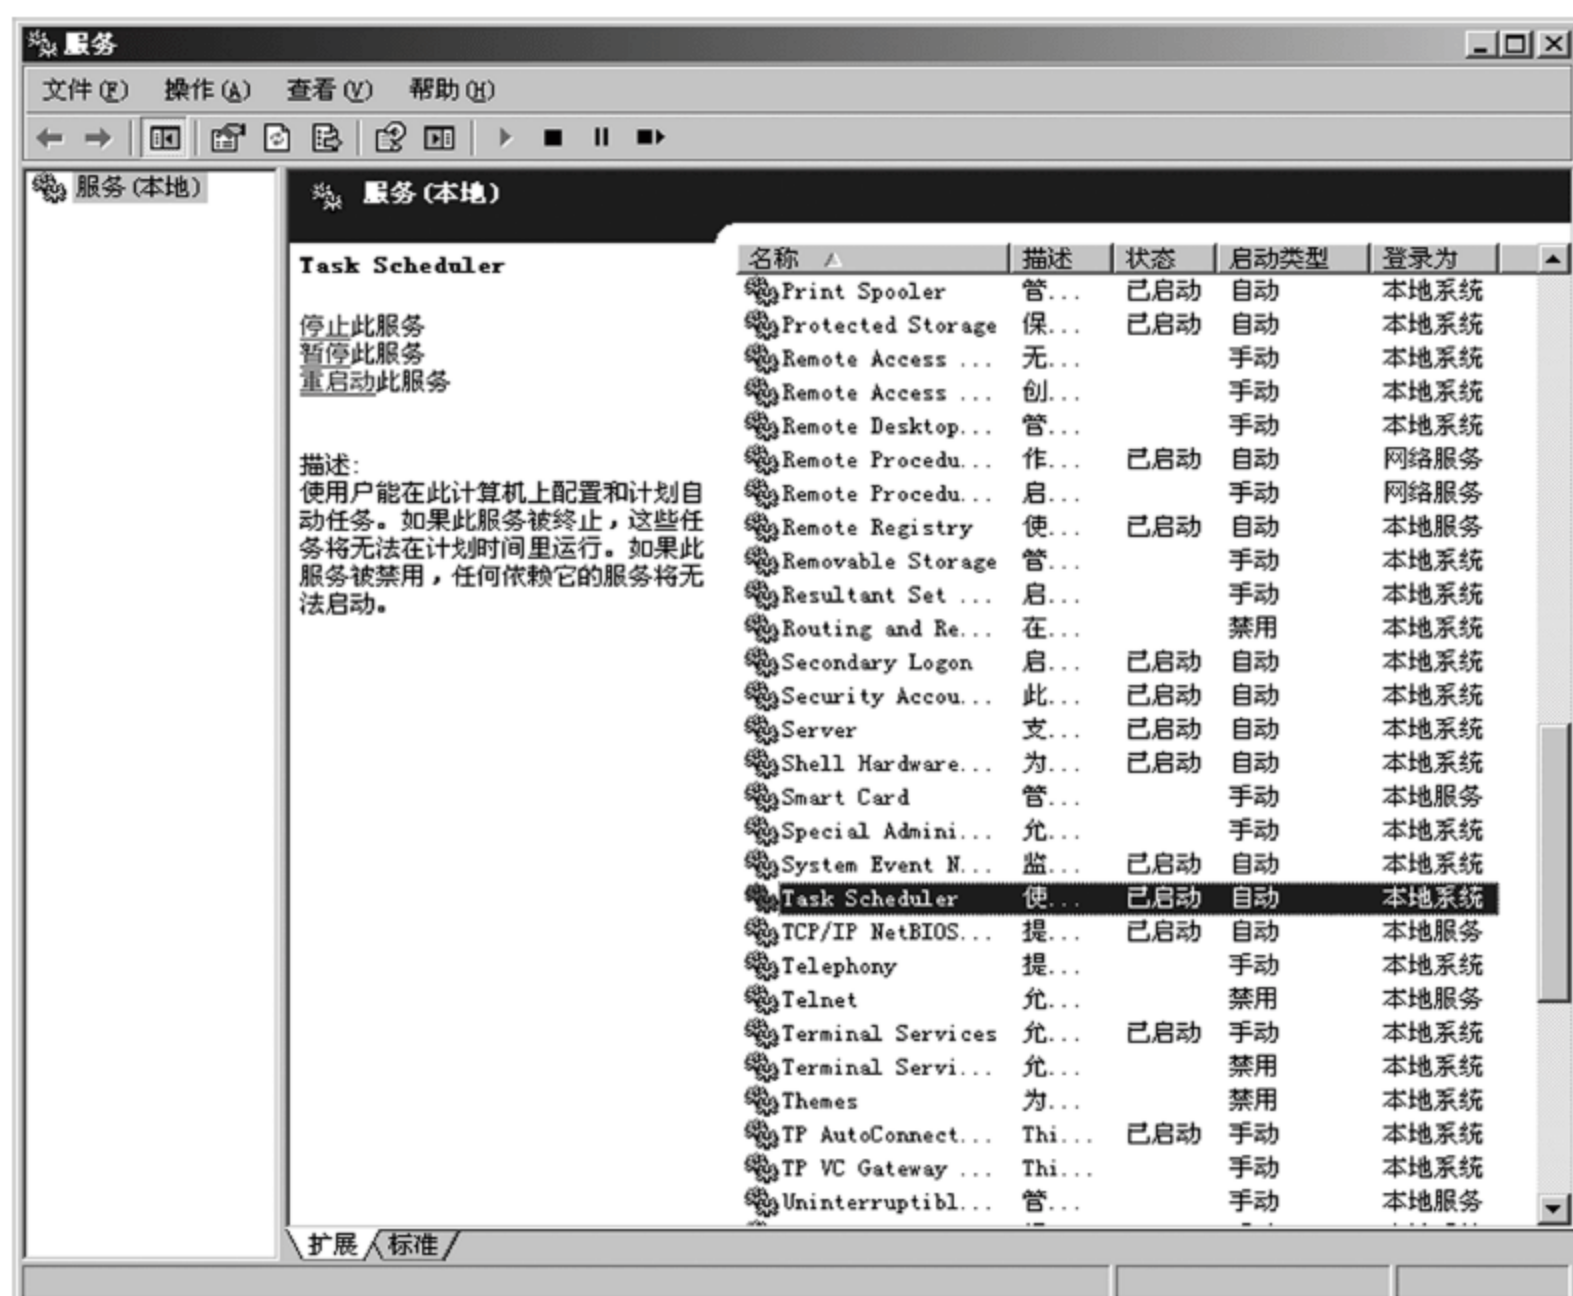 服务
文件(F) 操作(A) 查看(V) 帮助(H)
服务(本地)
服务(本地)
Task Scheduler
停止此服务
暂停此服务
重启动此服务
描述:
使用户能在此计算机上配置和计划自
动任务。如果此服务被终止,这些任
务将无法在计划时间里运行。如果此
服务被禁用,任何依赖它的服务将无
法启动。
名称 描述 状态 启动类型 登录为
Print Spooler 管... 已启动 自动 本地系统
Protected Storage 保... 已启动 自动 本地系统
Remote Access ... 无... 手动 本地系统
Remote Access ... 创... 手动 本地系统
Remote Desktop... 管... 手动 本地系统
Remote Procedu... 作... 已启动 自动 网络服务
Remote Procedu... 启... 手动 网络服务
Remote Registry 使... 已启动 自动 本地服务
Removable Storage 管... 手动 本地系统
Resultant Set ... 启... 手动 本地系统
Routing and Re... 在... 禁用 本地系统
Secondary Logon 启... 已启动 自动 本地系统
Security Accou... 此... 已启动 自动 本地系统
Server 支... 已启动 自动 本地系统
Shell Hardware... 为... 已启动 自动 本地系统
Smart Card 管... 手动 本地服务
Special Admini... 允... 手动 本地系统
System Event N... 监... 已启动 自动 本地系统
Task Scheduler 使... 已启动 自动 本地系统
TCP/IP NetBIOS... 提... 已启动 自动 本地服务
Telephony 提... 手动 本地系统
Telnet 允... 禁用 本地服务
Terminal Services 允... 已启动 手动 本地系统
Terminal Servi... 允... 禁用 本地系统
Themes 为... 禁用 本地系统
TP AutoConnect... Thi... 已启动 手动 本地系统
TP VC Gateway ... Thi... 手动 本地系统
Uninterruptibl... 管... 手动 本地服务
扩展 标准